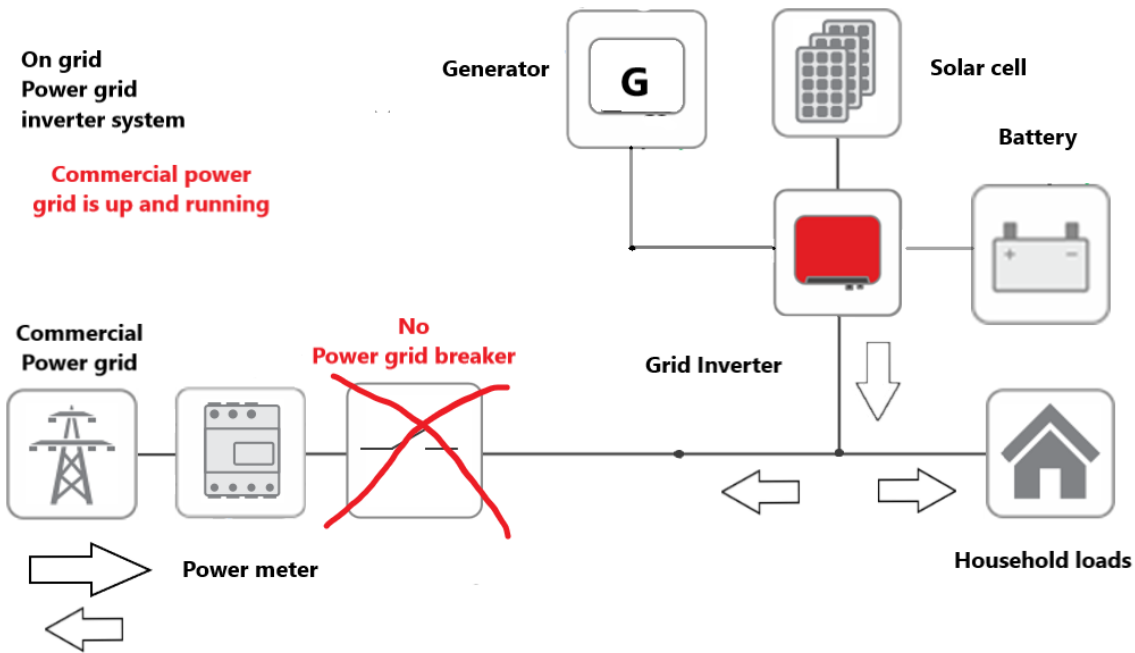 On grid
Power grid
inverter system
Commercial power
grid is up and running
Generator
G
Solar cell
Battery
+ −
Commercial
Power grid
No
Power grid breaker
Grid Inverter
Power meter
Household loads